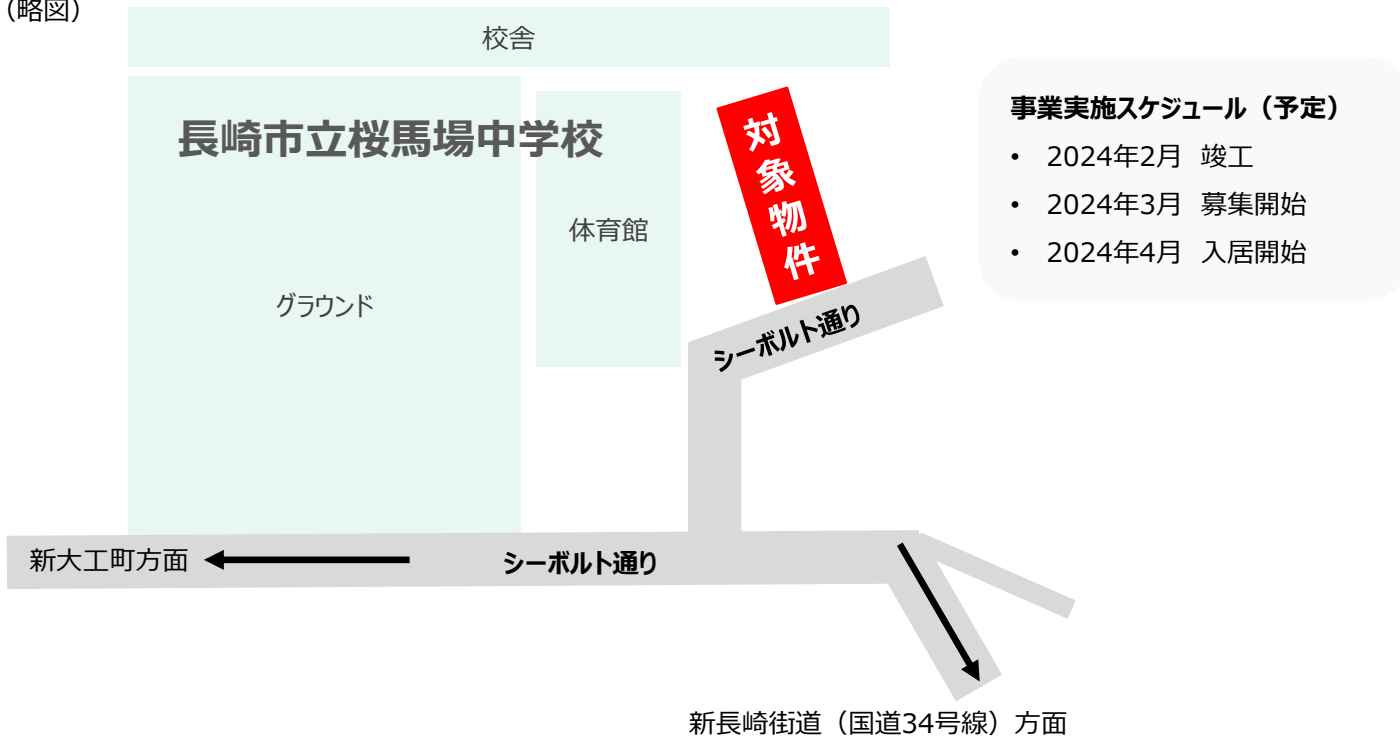 （略図）
校舎
長崎市立桜馬場中学校
体育館
グラウンド
対象物件
シーボルト通り
事業実施スケジュール（予定）
• 2024年2月 竣工
• 2024年3月 募集開始
• 2024年4月 入居開始
新大工町方面
シーボルト通り
新長崎街道（国道34号線）方面